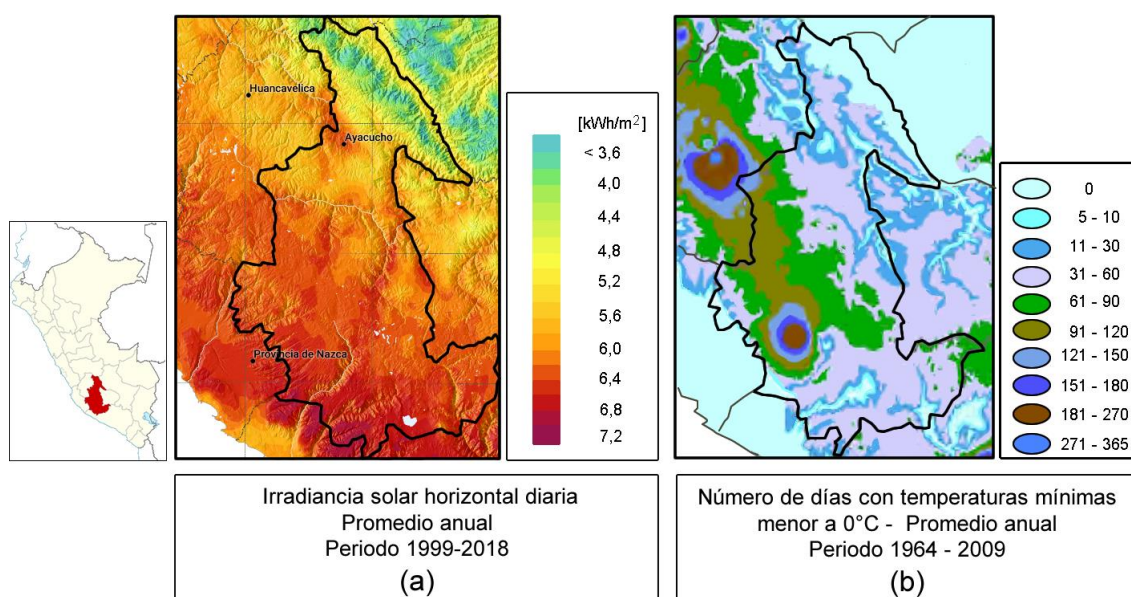 Huancavélica
Ayacucho
Provincia de Nazca
[kWh/m²]
< 3,6
4,0
4,4
4,8
5,2
5,6
6,0
6,4
6,8
7,2
0
5 - 10
11 - 30
31 - 60
61 - 90
91 - 120
121 - 150
151 - 180
181 - 270
271 - 365
Irradiancia solar horizontal diaria
Promedio anual
Periodo 1999-2018
(a)
Número de días con temperaturas mínimas
menor a 0°C - Promedio anual
Periodo 1964 - 2009
(b)